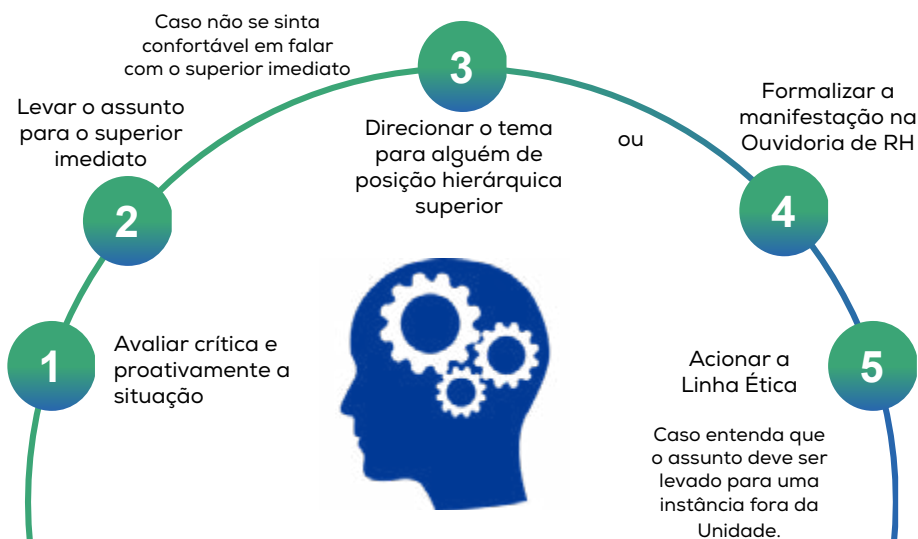 1
Avaliar crítica e
proativamente a
situação
2
Levar o assunto
para o superior
imediato
Caso não se sinta
confortável em falar
com o superior imediato
3
Direcionar o tema
para alguém de
posição hierárquica
superior
ou
4
Formalizar a
manifestação na
Ouvidoria de RH
5
Acionar a
Linha Ética
Caso entenda que
o assunto deve ser
levado para uma
instância fora da
Unidade.